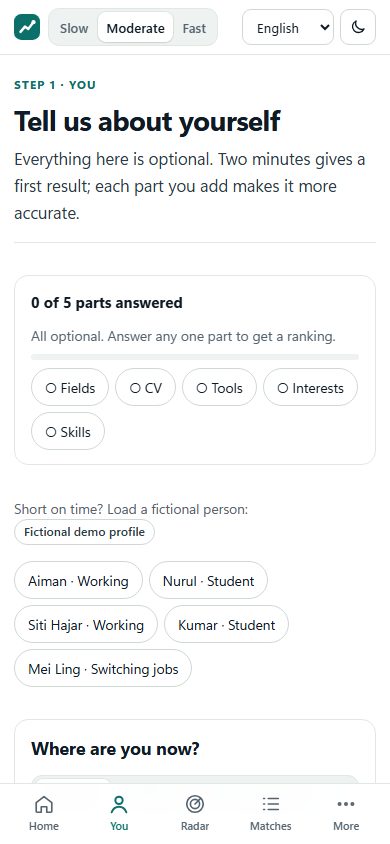 Slow Moderate Fast English
STEP 1 · YOU
Tell us about yourself
Everything here is optional. Two minutes gives a
first result; each part you add makes it more
accurate.
0 of 5 parts answered
All optional. Answer any one part to get a ranking.
Fields CV Tools Interests
Skills
Short on time? Load a fictional person:
Fictional demo profile
Aiman · Working Nurul · Student
Siti Hajar · Working Kumar · Student
Mei Ling · Switching jobs
Where are you now?
Home You Radar Matches More